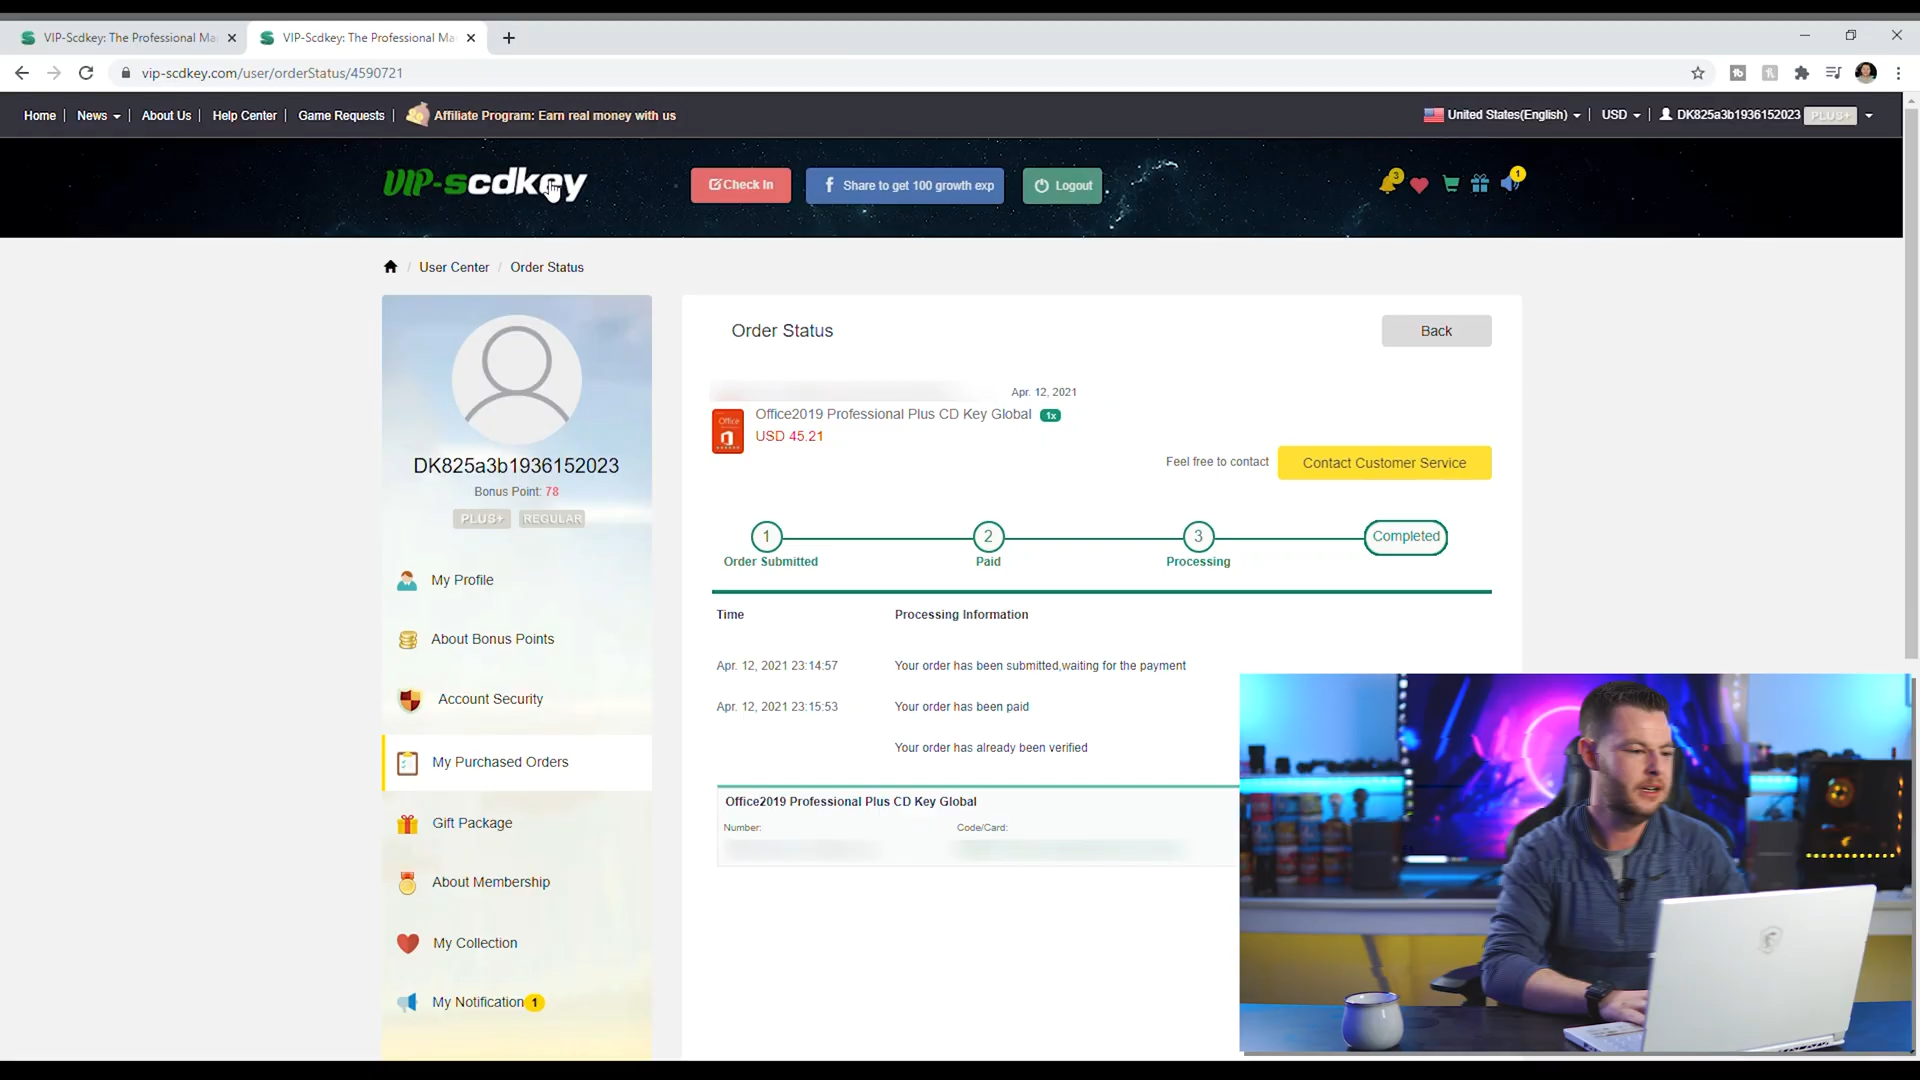 VIP-Scdkey: The Professional Ma
VIP-Scdkey: The Professional Ma
vip-scdkey.com/user/orderStatus/4590721
Home | News | About Us | Help Center | Game Requests | Affiliate Program: Earn real money with us
United States(English) | USD | DK825a3b1936152023 PLUS+
VIP-scdkey
Check In
Share to get 100 growth exp
Logout
3
1
/ User Center / Order Status
Order Status
Back
Apr. 12, 2021
Office
Office2019 Professional Plus CD Key Global 1x
USD 45.21
Feel free to contact
Contact Customer Service
1
2
3
Completed
Order Submitted
Paid
Processing
Time
Processing Information
Apr. 12, 2021 23:14:57
Your order has been submitted,waiting for the payment
Apr. 12, 2021 23:15:53
Your order has been paid
Your order has already been verified
Office2019 Professional Plus CD Key Global
Number:
Code/Card:
DK825a3b1936152023
Bonus Point: 78
PLUS+
REGULAR
My Profile
About Bonus Points
Account Security
My Purchased Orders
Gift Package
About Membership
My Collection
My Notification 1